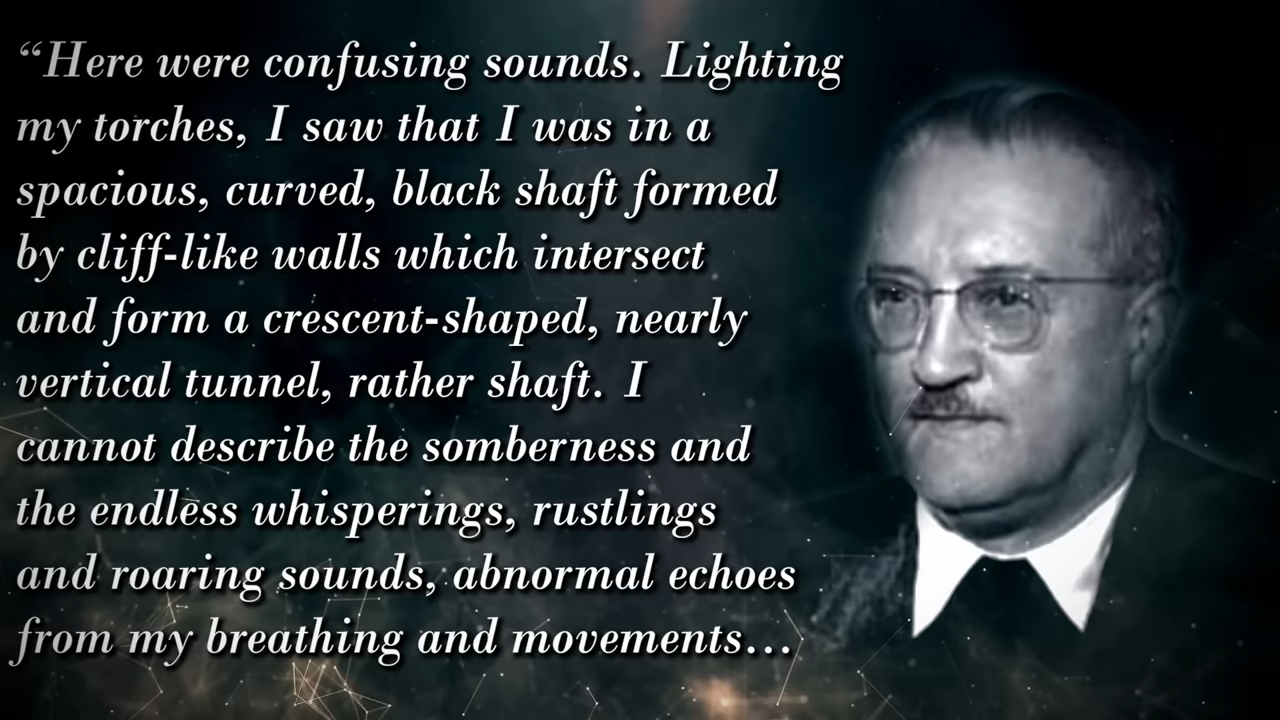 “Here were confusing sounds. Lighting
my torches, I saw that I was in a
spacious, curved, black shaft formed
by cliff-like walls which intersect
and form a crescent-shaped, nearly
vertical tunnel, rather shaft. I
cannot describe the somberness and
the endless whisperings, rustlings
and roaring sounds, abnormal echoes
from my breathing and movements...